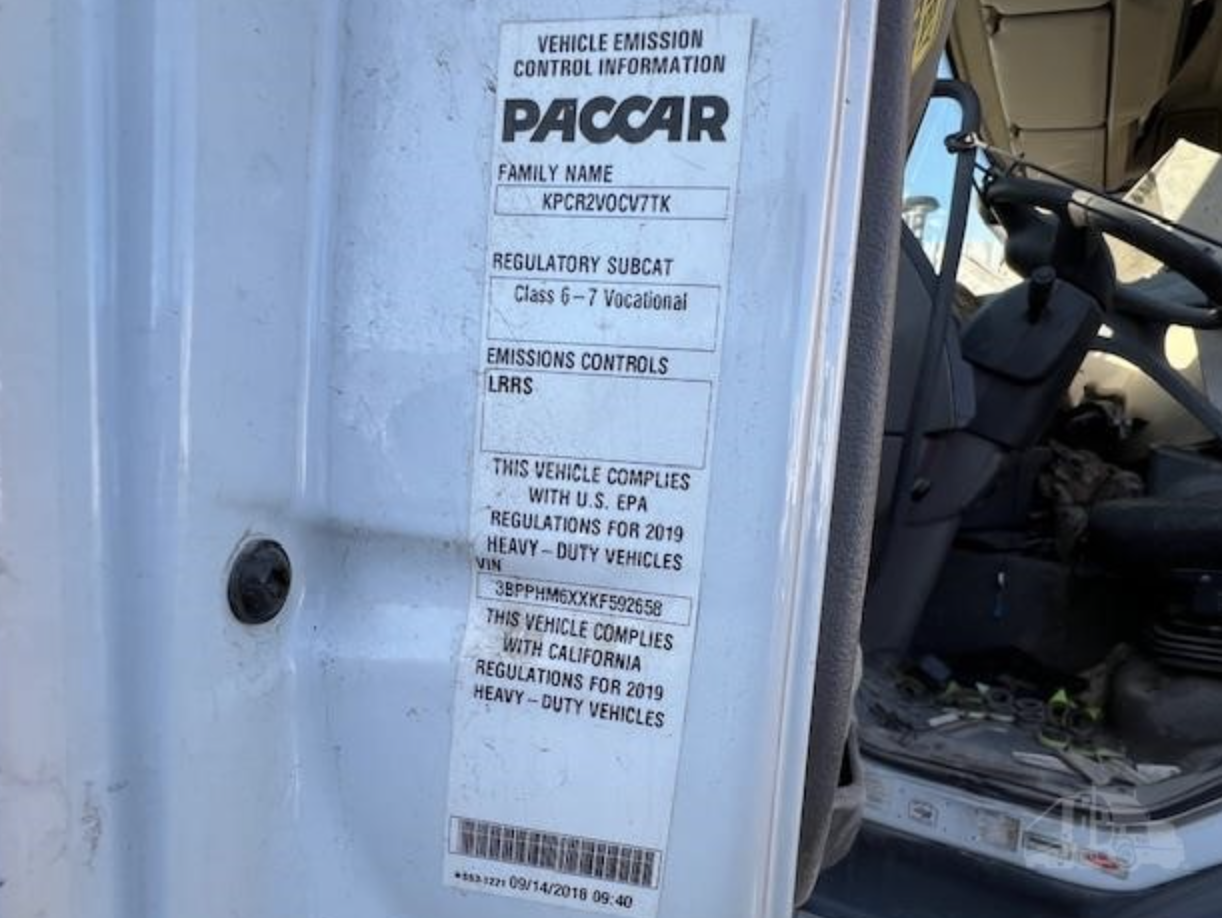 VEHICLE EMISSION
CONTROL INFORMATION
PACCAR
FAMILY NAME
KPCR2VOCV7TK
REGULATORY SUBCAT
Class 6-7 Vocational
EMISSIONS CONTROLS
LRRS
THIS VEHICLE COMPLIES
WITH U.S. EPA
REGULATIONS FOR 2019
HEAVY-DUTY VEHICLES
VIN
3BPPHM6XXKF592658
THIS VEHICLE COMPLIES
WITH CALIFORNIA
REGULATIONS FOR 2019
HEAVY-DUTY VEHICLES
09/14/2018 09:40